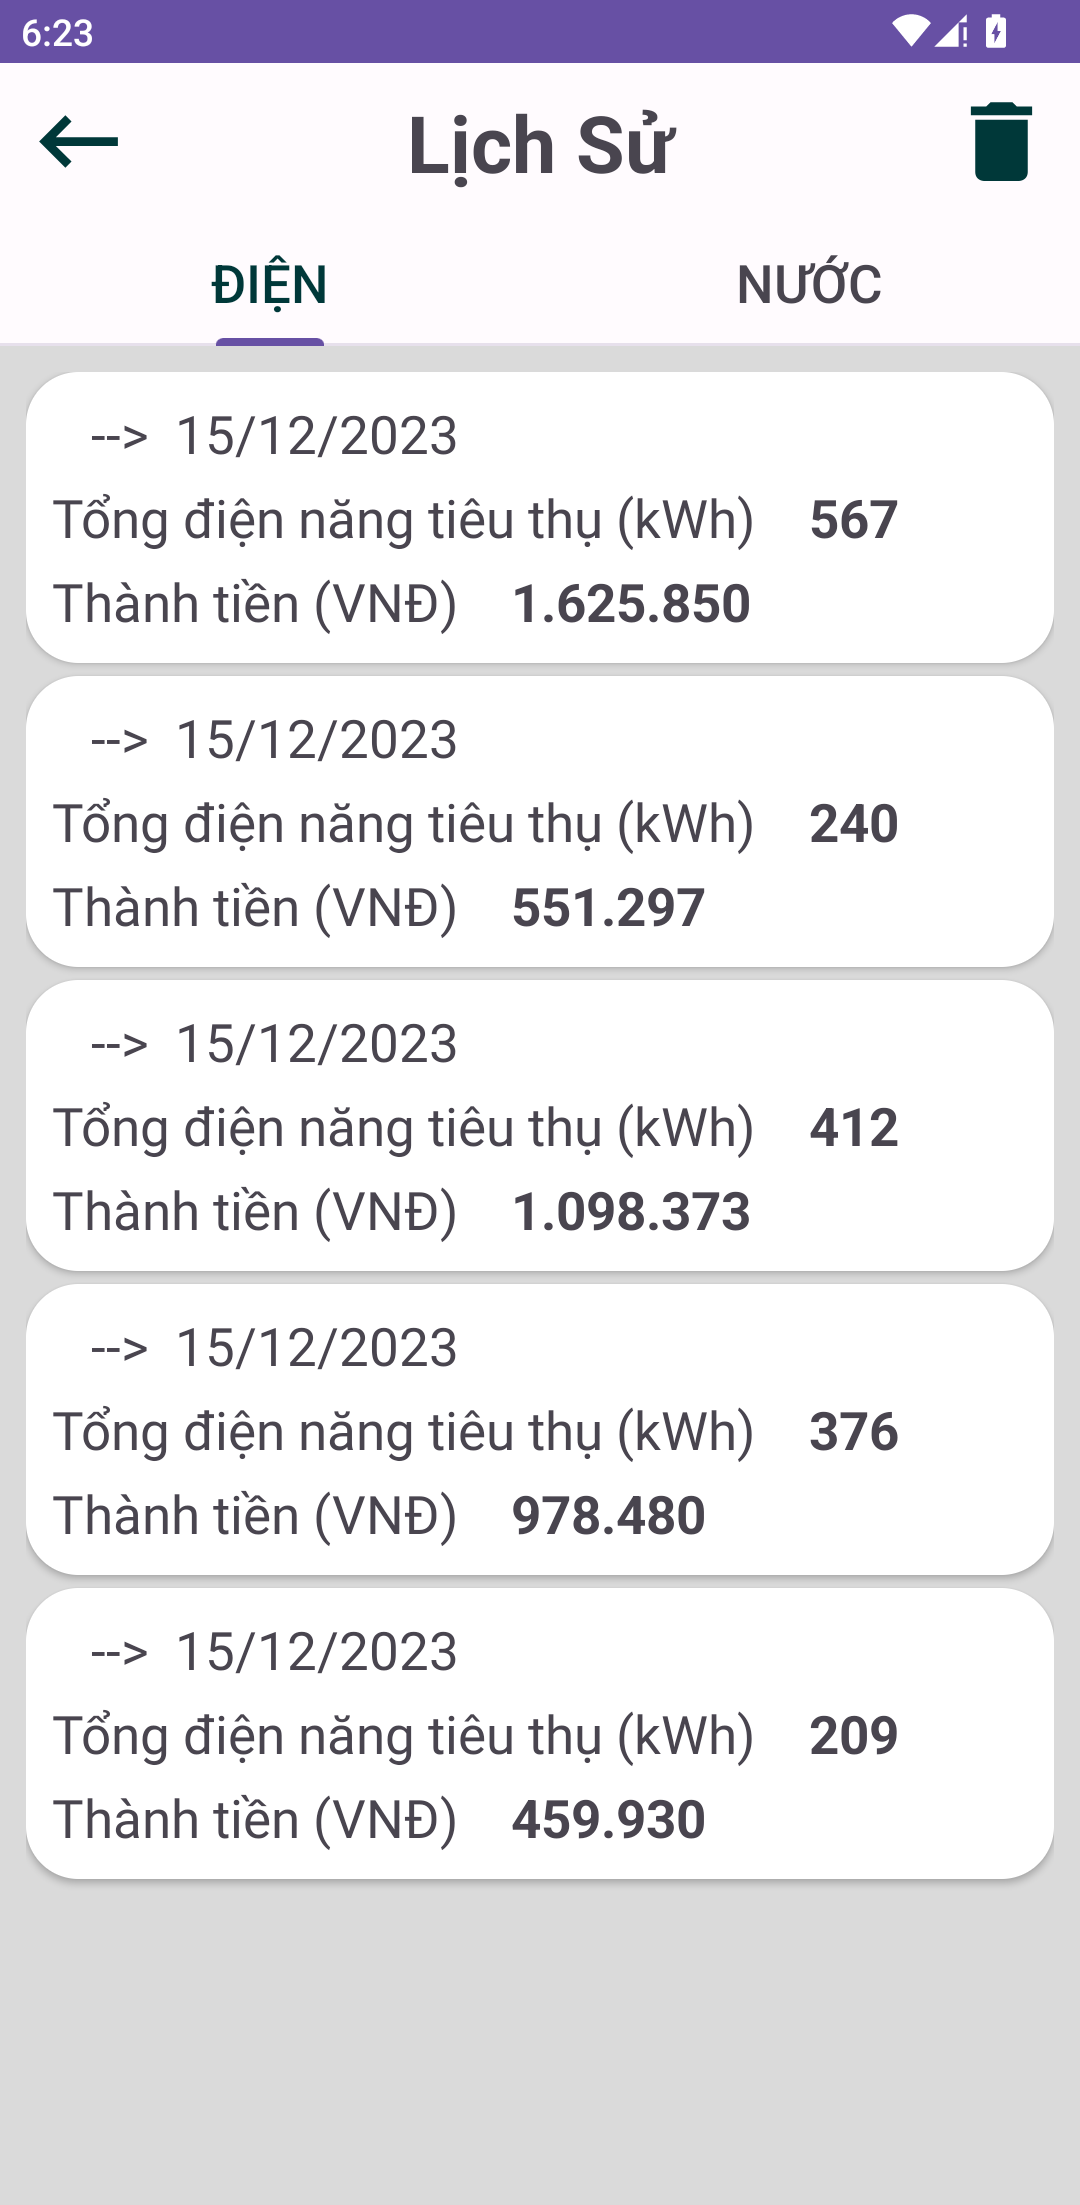 6:23
Lịch Sử
ĐIỆN NƯỚC
--> 15/12/2023
Tổng điện năng tiêu thụ (kWh) 567
Thành tiền (VNĐ) 1.625.850
--> 15/12/2023
Tổng điện năng tiêu thụ (kWh) 240
Thành tiền (VNĐ) 551.297
--> 15/12/2023
Tổng điện năng tiêu thụ (kWh) 412
Thành tiền (VNĐ) 1.098.373
--> 15/12/2023
Tổng điện năng tiêu thụ (kWh) 376
Thành tiền (VNĐ) 978.480
--> 15/12/2023
Tổng điện năng tiêu thụ (kWh) 209
Thành tiền (VNĐ) 459.930